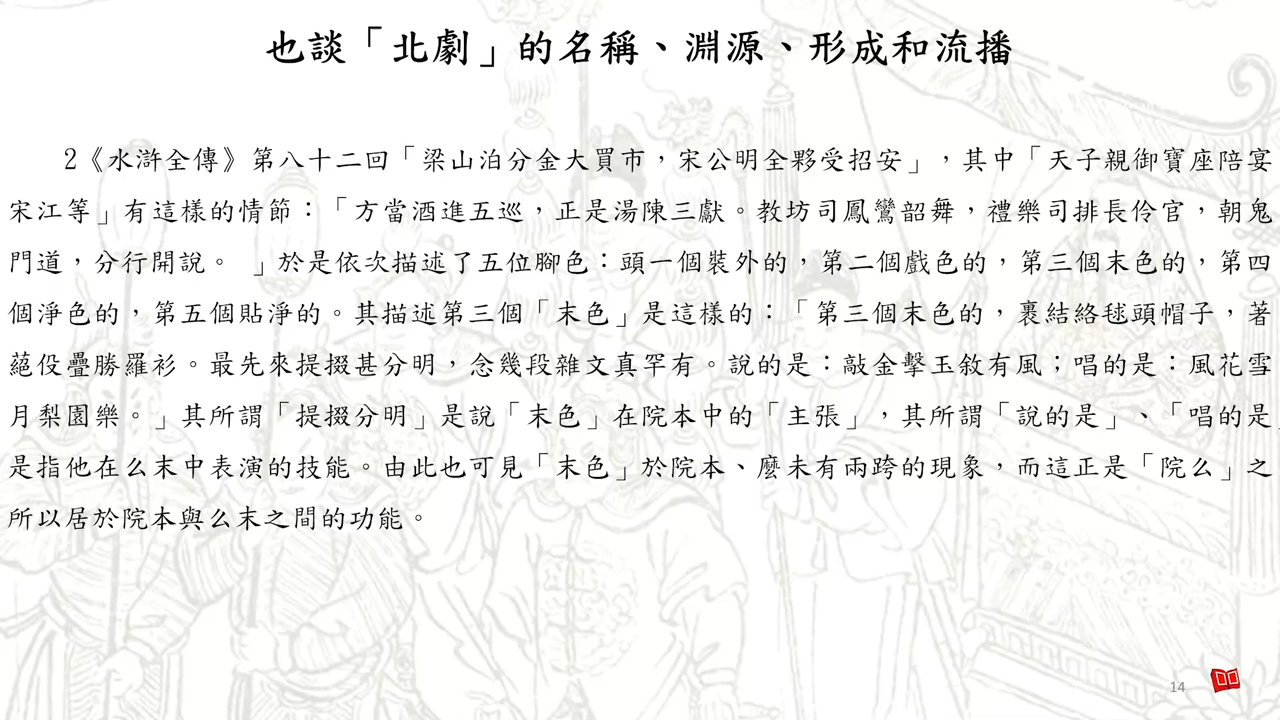 也談「北劇」的名稱、淵源、形成和流播
2《水滸全傳》第八十二回「梁山泊分金大買市，宋公明全夥受招安」，其中「天子親御寶座陪宴
宋江等」有這樣的情節：「方當酒進五巡，正是湯陳三獻。教坊司鳳鸞韶舞，禮樂司排長伶官，朝鬼
門道，分行開說。 」於是依次描述了五位腳色：頭一個裝外的，第二個戲色的，第三個末色的，第四
個淨色的，第五個貼淨的。其描述第三個「末色」是這樣的：「第三個末色的，裹結絡毬頭帽子，著
蕝役疊勝羅衫。最先來提掇甚分明，念幾段雜文真罕有。說的是：敲金擊玉敘有風；唱的是：風花雪
月梨園樂。」其所謂「提掇分明」是說「末色」在院本中的「主張」，其所謂「說的是」、「唱的是」
是指他在么末中表演的技能。由此也可見「末色」於院本、麼未有兩跨的現象，而這正是「院么」之
所以居於院本與么末之間的功能。
14